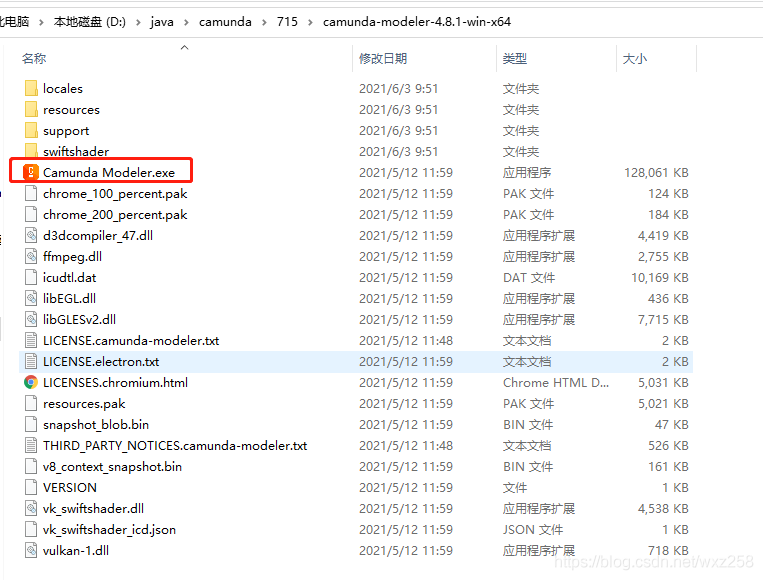 比电脑 › 本地磁盘 (D:) › java › camunda › 715 › camunda-modeler-4.8.1-win-x64
名称 修改日期 类型 大小
locales 2021/6/3 9:51 文件夹
resources 2021/6/3 9:51 文件夹
support 2021/6/3 9:51 文件夹
swiftshader 2021/6/3 9:51 文件夹
Camunda Modeler.exe 2021/5/12 11:59 应用程序 128,061 KB
chrome_100_percent.pak 2021/5/12 11:59 PAK 文件 124 KB
chrome_200_percent.pak 2021/5/12 11:59 PAK 文件 184 KB
d3dcompiler_47.dll 2021/5/12 11:59 应用程序扩展 4,419 KB
ffmpeg.dll 2021/5/12 11:59 应用程序扩展 2,755 KB
icudtl.dat 2021/5/12 11:59 DAT 文件 10,169 KB
libEGL.dll 2021/5/12 11:59 应用程序扩展 436 KB
libGLESv2.dll 2021/5/12 11:59 应用程序扩展 7,715 KB
LICENSE.camunda-modeler.txt 2021/5/12 11:48 文本文档 2 KB
LICENSE.electron.txt 2021/5/12 11:59 文本文档 2 KB
LICENSES.chromium.html 2021/5/12 11:59 Chrome HTML D... 5,031 KB
resources.pak 2021/5/12 11:59 PAK 文件 5,021 KB
snapshot_blob.bin 2021/5/12 11:59 BIN 文件 47 KB
THIRD_PARTY_NOTICES.camunda-modeler.txt 2021/5/12 11:48 文本文档 526 KB
v8_context_snapshot.bin 2021/5/12 11:59 BIN 文件 161 KB
VERSION 2021/5/12 11:59 文件 1 KB
vk_swiftshader.dll 2021/5/12 11:59 应用程序扩展 4,538 KB
vk_swiftshader_icd.json 2021/5/12 11:59 JSON 文件 1 KB
vulkan-1.dll 2021/5/12 11:59 应用程序扩展 718 KB
https://blog.csdn.net/wxz258